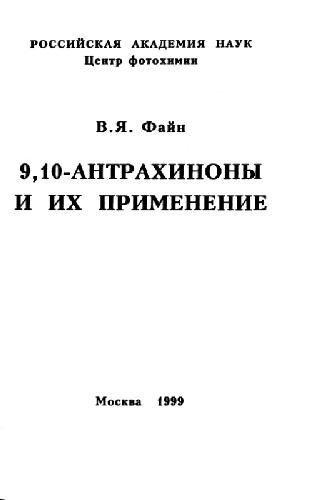 РОССИЙСКАЯ АКАДЕМИЯ НАУК
Центр фотохимии
В.Я. Файн
9,10-АНТРАХИНОНЫ
И ИХ ПРИМЕНЕНИЕ
Москва 1999